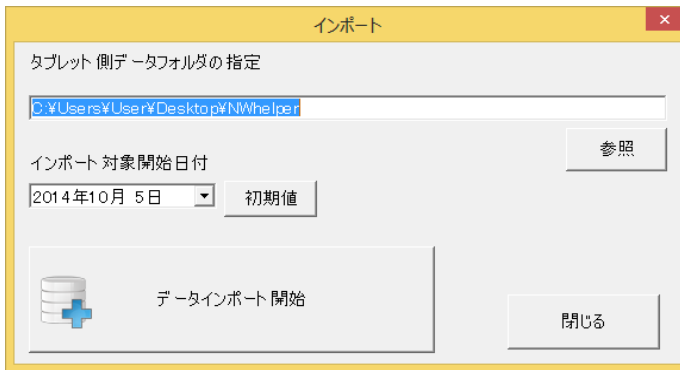 インポート
タブレット側データフォルダの指定
C:¥Users¥User¥Desktop¥NWhelper
参照
インポート対象開始日付
2014年10月 5日
初期値
データインポート開始
閉じる